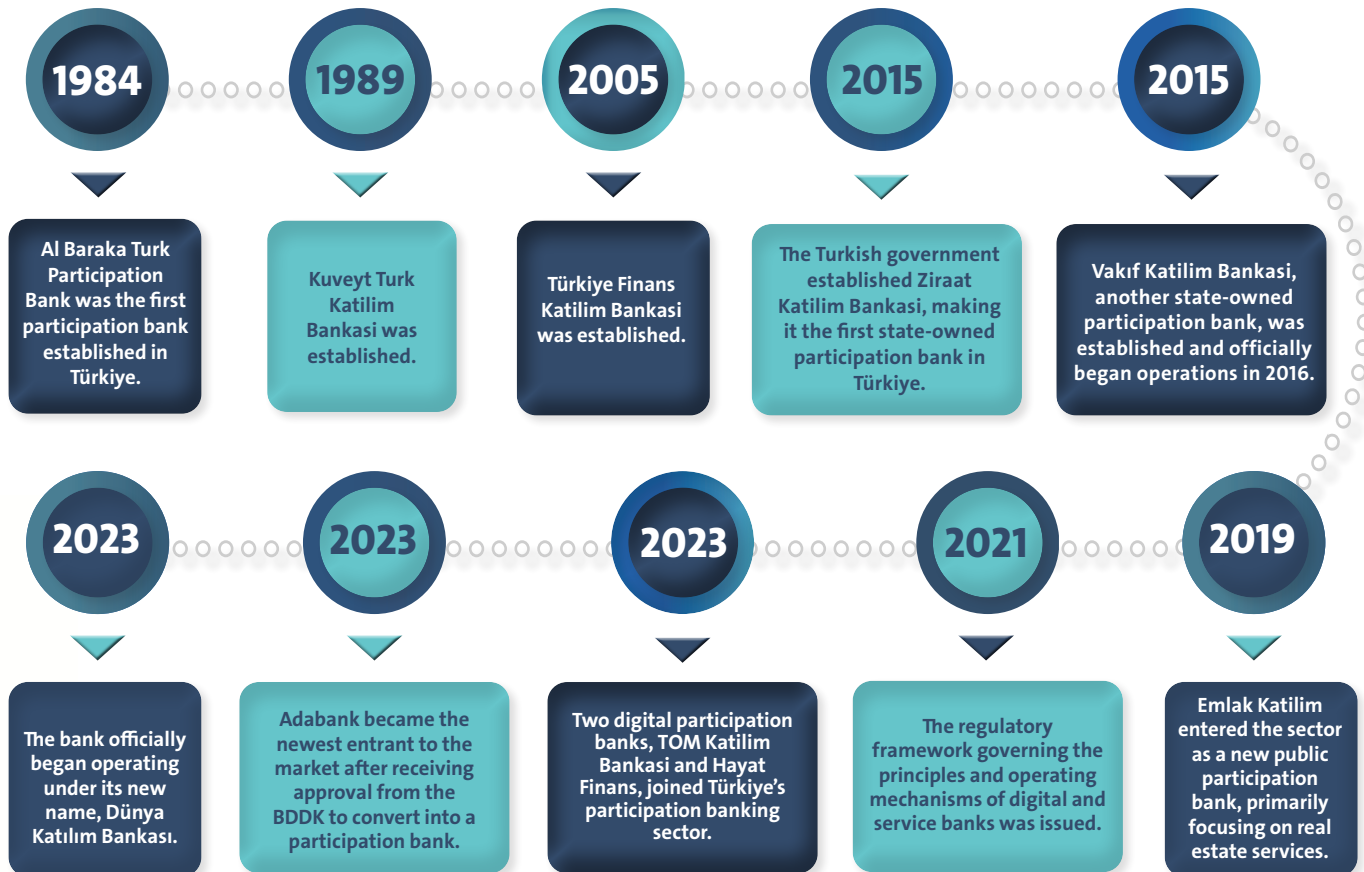 1984
Al Baraka Turk
Participation
Bank was the first
participation bank
established in
Türkiye.
1989
Kuveyt Turk
Katilim
Bankasi was
established.
2005
Türkiye Finans
Katilim Bankasi
was established.
2015
The Turkish government
established Ziraat
Katilim Bankasi, making
it the first state-owned
participation bank in
Türkiye.
2015
Vakıf Katilim Bankasi,
another state-owned
participation bank, was
established and officially
began operations in 2016.
2019
Emlak Katilim
entered the sector
as a new public
participation
bank, primarily
focusing on real
estate services.
2021
The regulatory
framework governing the
principles and operating
mechanisms of digital and
service banks was issued.
2023
Two digital participation
banks, TOM Katilim
Bankasi and Hayat
Finans, joined Türkiye's
participation banking
sector.
2023
Adabank became the
newest entrant to the
market after receiving
approval from the
BDDK to convert into a
participation bank.
2023
The bank officially
began operating
under its new
name, Dünya
Katılım Bankası.